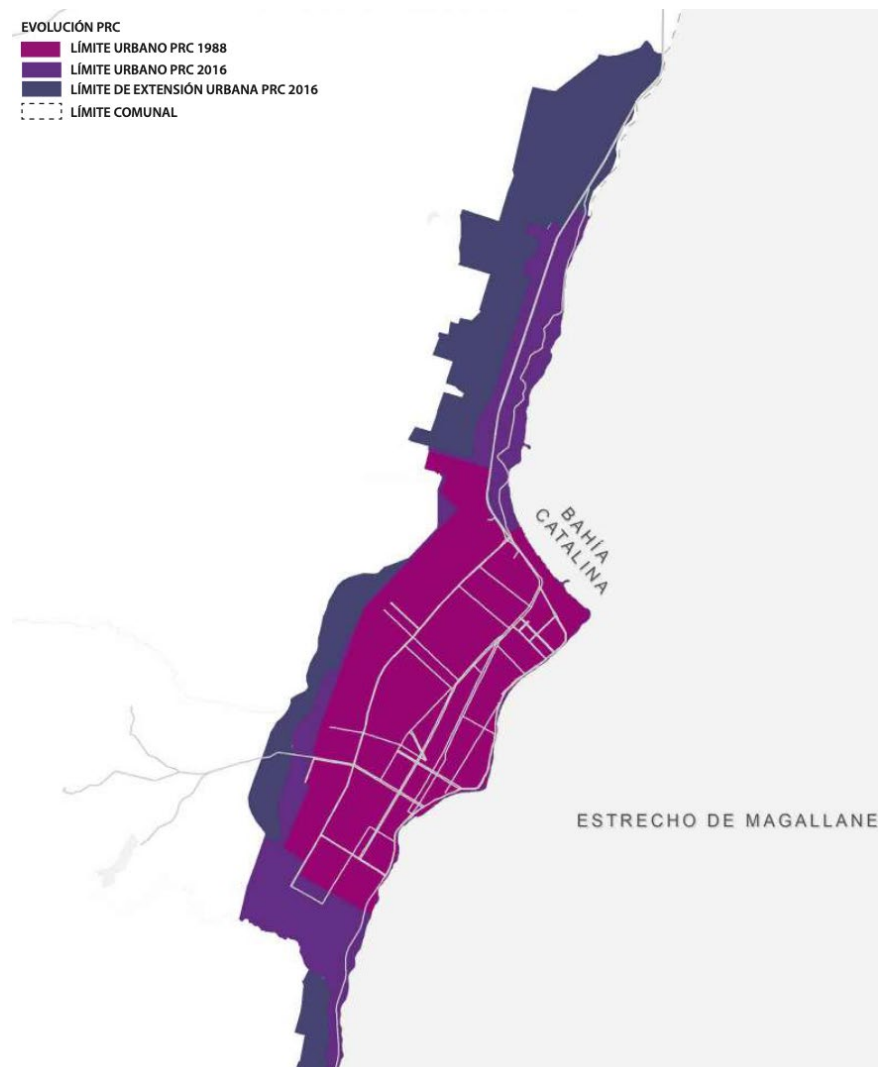 EVOLUCIÓN PRC
LÍMITE URBANO PRC 1988
LÍMITE URBANO PRC 2016
LÍMITE DE EXTENSIÓN URBANA PRC 2016
LÍMITE COMUNAL
BAHÍA
CATALINA
ESTRECHO DE MAGALLANE